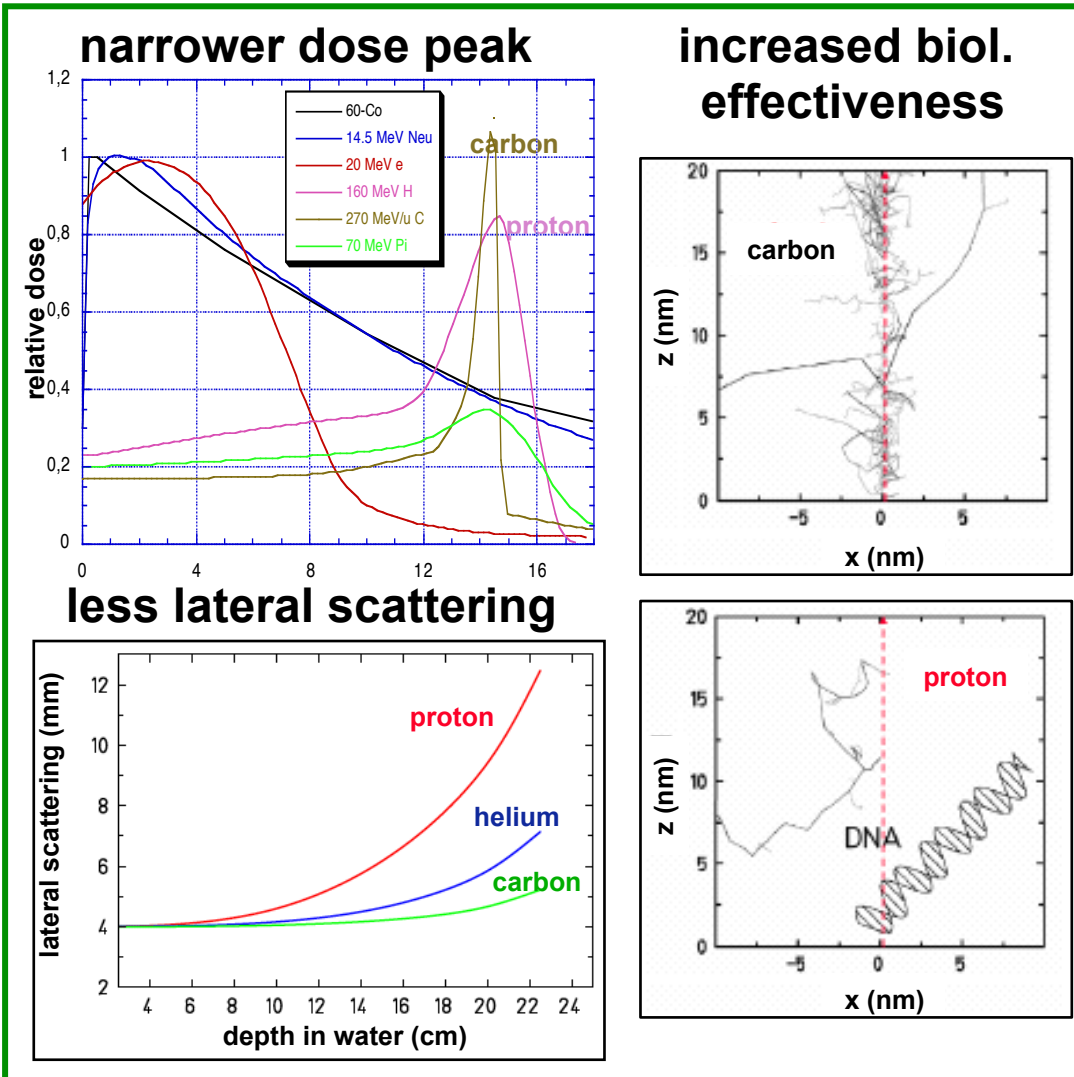 narrower dose peak
1,2
1
0,8
0,6
0,4
0,2
0
relative dose
60-Co
14.5 MeV Neu
20 MeV e
160 MeV H
270 MeV/u C
70 MeV Pi
carbon
proton
0 4 8 12 16
increased biol.
effectiveness
20
15
10
5
0
z (nm)
carbon
-5 0 5
x (nm)
less lateral scattering
12
10
8
6
4
2
lateral scattering (mm)
proton
helium
carbon
4 6 8 10 12 14 16 18 20 22 24
depth in water (cm)
20
15
10
5
0
z (nm)
proton
DNA
-5 0 5
x (nm)